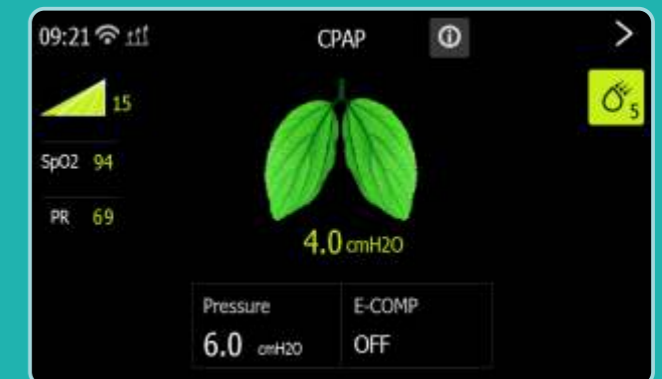 09:21 CPAP
15
5
SpO2 94
PR 69
4.0 cmH2O
Pressure E-COMP
6.0 cmH2O OFF